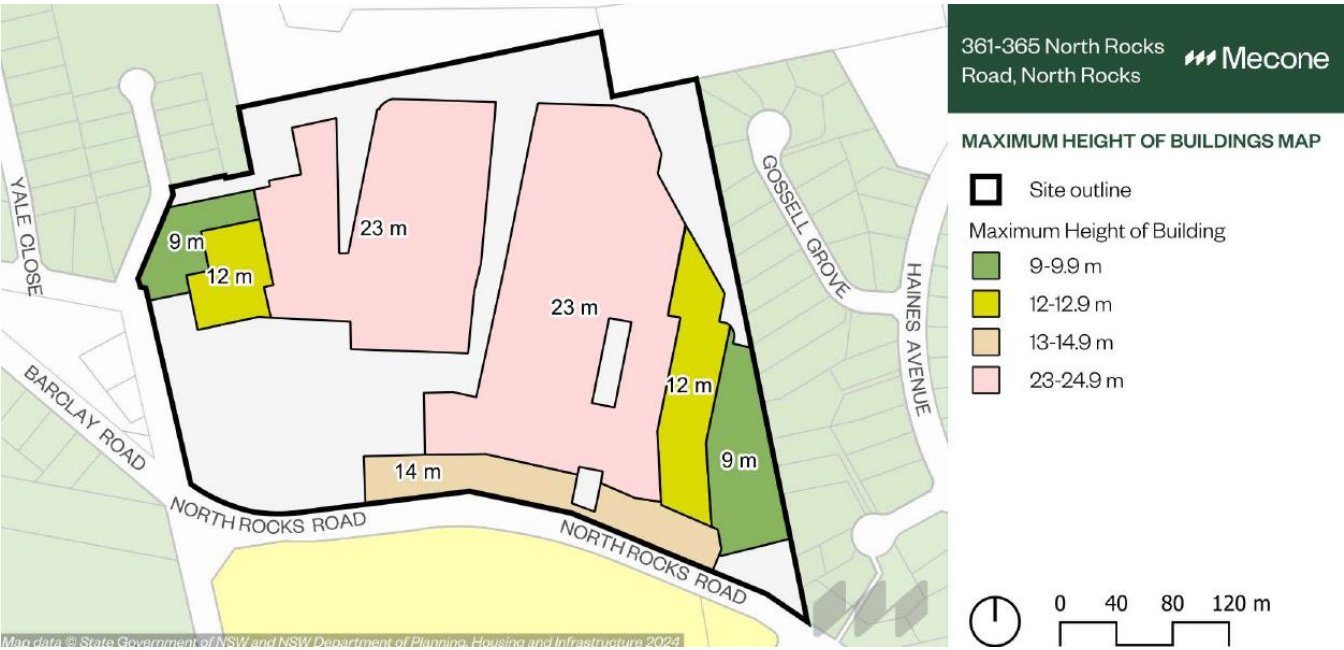 361-365 North Rocks
Road, North Rocks
Mecone
MAXIMUM HEIGHT OF BUILDINGS MAP
Site outline
Maximum Height of Building
9-9.9 m
12-12.9 m
13-14.9 m
23-24.9 m
0 40 80 120 m
YALE CLOSE
BARCLAY ROAD
NORTH ROCKS ROAD
NORTH ROCKS ROAD
GOSSELL GROVE
HAINES AVENUE
9 m
12 m
23 m
23 m
12 m
9 m
14 m
Map data © State Government of NSW and NSW Department of Planning, Housing and Infrastructure 2024